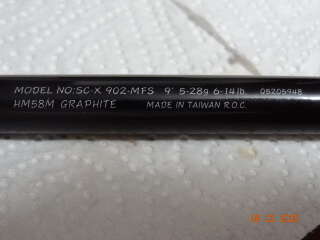 MODEL NO:SC-X 902-MFS 9' 5-28g 6-14lb. 05205948
HM58M GRAPHITE MADE IN TAIWAN R.O.C.